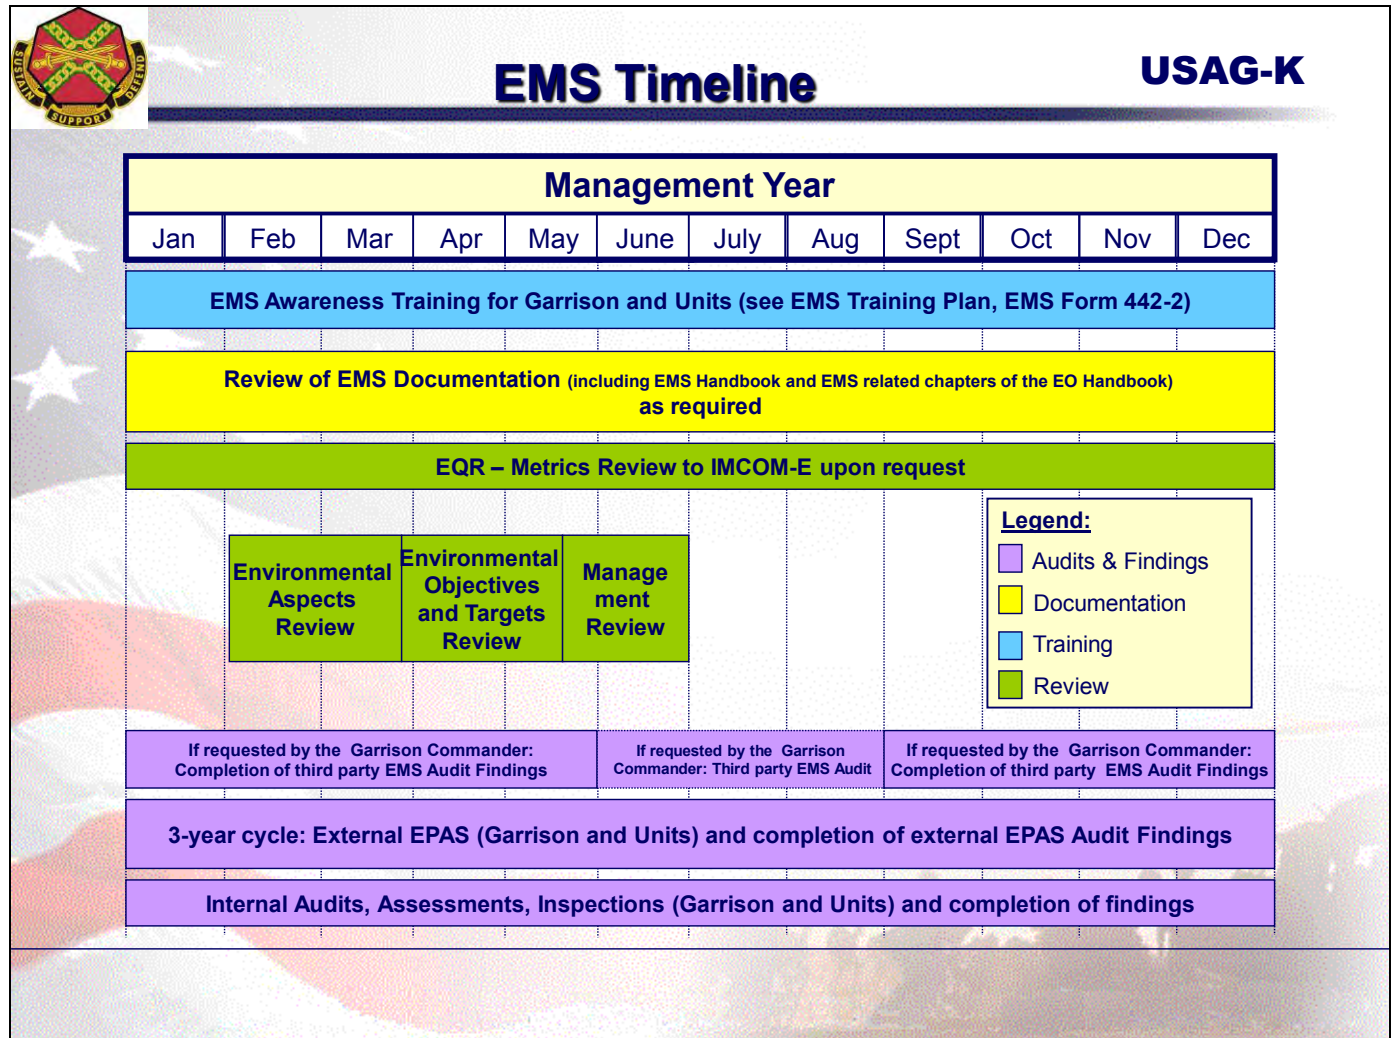 SUSTAIN
SUPPORT
DEFEND
EMS Timeline
USAG-K
Management Year
Jan Feb Mar Apr May June July Aug Sept Oct Nov Dec
EMS Awareness Training for Garrison and Units (see EMS Training Plan, EMS Form 442-2)
Review of EMS Documentation (including EMS Handbook and EMS related chapters of the EO Handbook)
as required
EQR – Metrics Review to IMCOM-E upon request
Environmental
Aspects
Review
Environmental
Objectives
and Targets
Review
Manage
ment
Review
Legend:
Audits & Findings
Documentation
Training
Review
If requested by the Garrison Commander:
Completion of third party EMS Audit Findings
If requested by the Garrison
Commander: Third party EMS Audit
If requested by the Garrison Commander:
Completion of third party EMS Audit Findings
3-year cycle: External EPAS (Garrison and Units) and completion of external EPAS Audit Findings
Internal Audits, Assessments, Inspections (Garrison and Units) and completion of findings